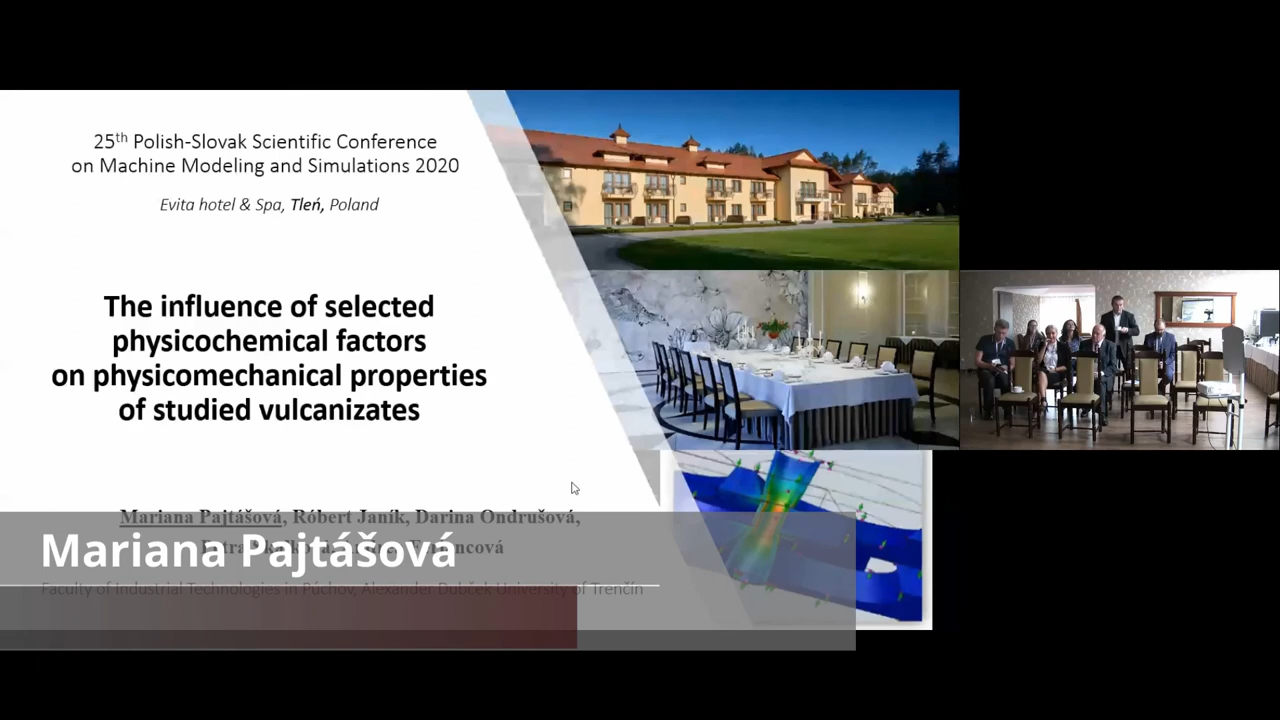 25th Polish-Slovak Scientific Conference
on Machine Modeling and Simulations 2020
Evita hotel & Spa, Tleń, Poland
The influence of selected
physicochemical factors
on physicomechanical properties
of studied vulcanizates
Mariana Pajtášová, Róbert Janík, Darina Ondrušová,
Mariana Pajtášová
Faculty of Industrial Technologies in Púchov, Alexander Dubček University of Trenčín